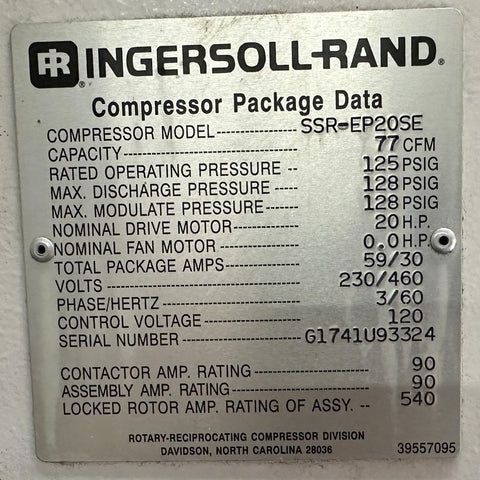 IR INGERSOLL-RAND®
Compressor Package Data
COMPRESSOR MODEL -------------- SSR-EP20SE
CAPACITY ------------------------- 77 CFM
RATED OPERATING PRESSURE -- 125 PSIG
MAX. DISCHARGE PRESSURE ---- 128 PSIG
MAX. MODULATE PRESSURE ----- 128 PSIG
NOMINAL DRIVE MOTOR ---------- 20 H.P.
NOMINAL FAN MOTOR ------------ 0.0 H.P.
TOTAL PACKAGE AMPS ----------- 59/30
VOLTS --------------------------- 230/460
PHASE/HERTZ -------------------- 3/60
CONTROL VOLTAGE --------------- 120
SERIAL NUMBER ---------------- G1741U93324
CONTACTOR AMP. RATING ------------------ 90
ASSEMBLY AMP. RATING ------------------- 90
LOCKED ROTOR AMP. RATING OF ASSY. -- 540
ROTARY-RECIPROCATING COMPRESSOR DIVISION
DAVIDSON, NORTH CAROLINA 28036
39557095